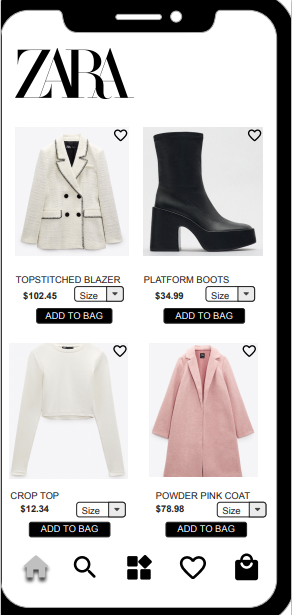 ZARA
TOPSTITCHED BLAZER
$102.45 Size
ADD TO BAG
PLATFORM BOOTS
$34.99 Size
ADD TO BAG
CROP TOP
$12.34 Size
ADD TO BAG
POWDER PINK COAT
$78.98 Size
ADD TO BAG